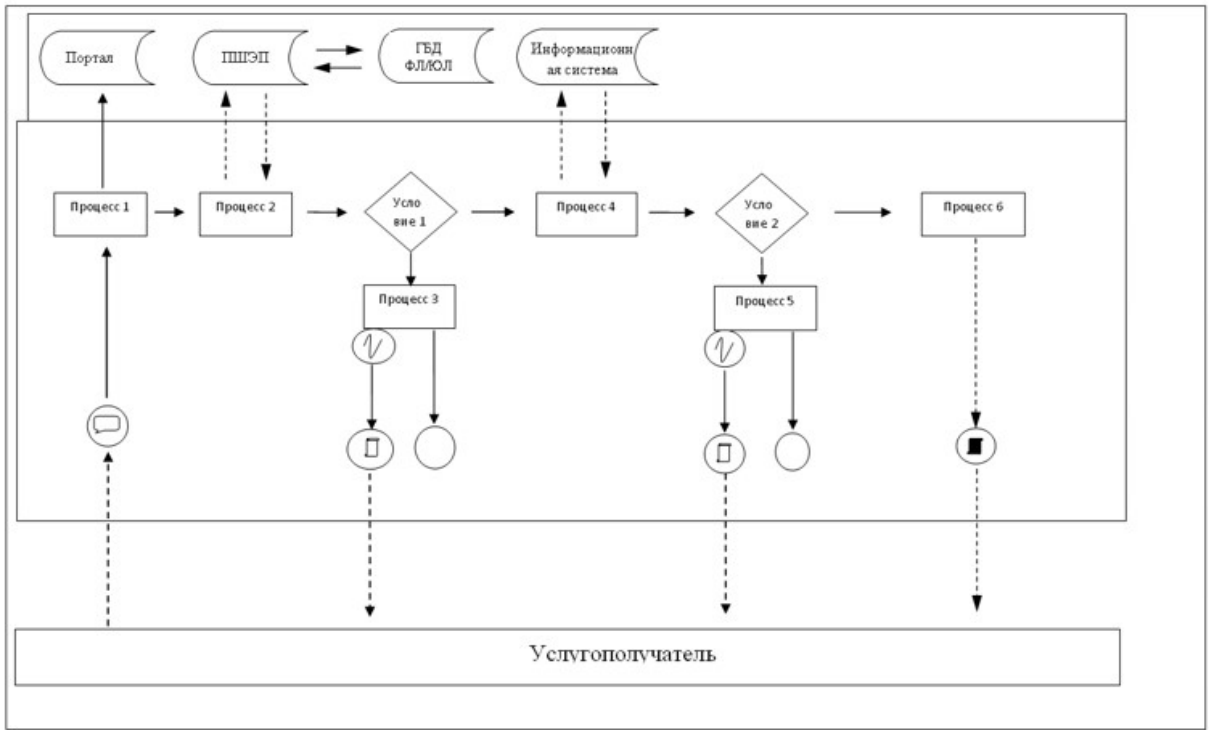 Портал
ПШЭП
ГБД
ФЛ/ЮЛ
Информационн
ая система
Процесс 1
Процесс 2
Усло
вие 1
Процесс 4
Усло
вие 2
Процесс 6
Процесс 3
Процесс 5
Услугополучатель